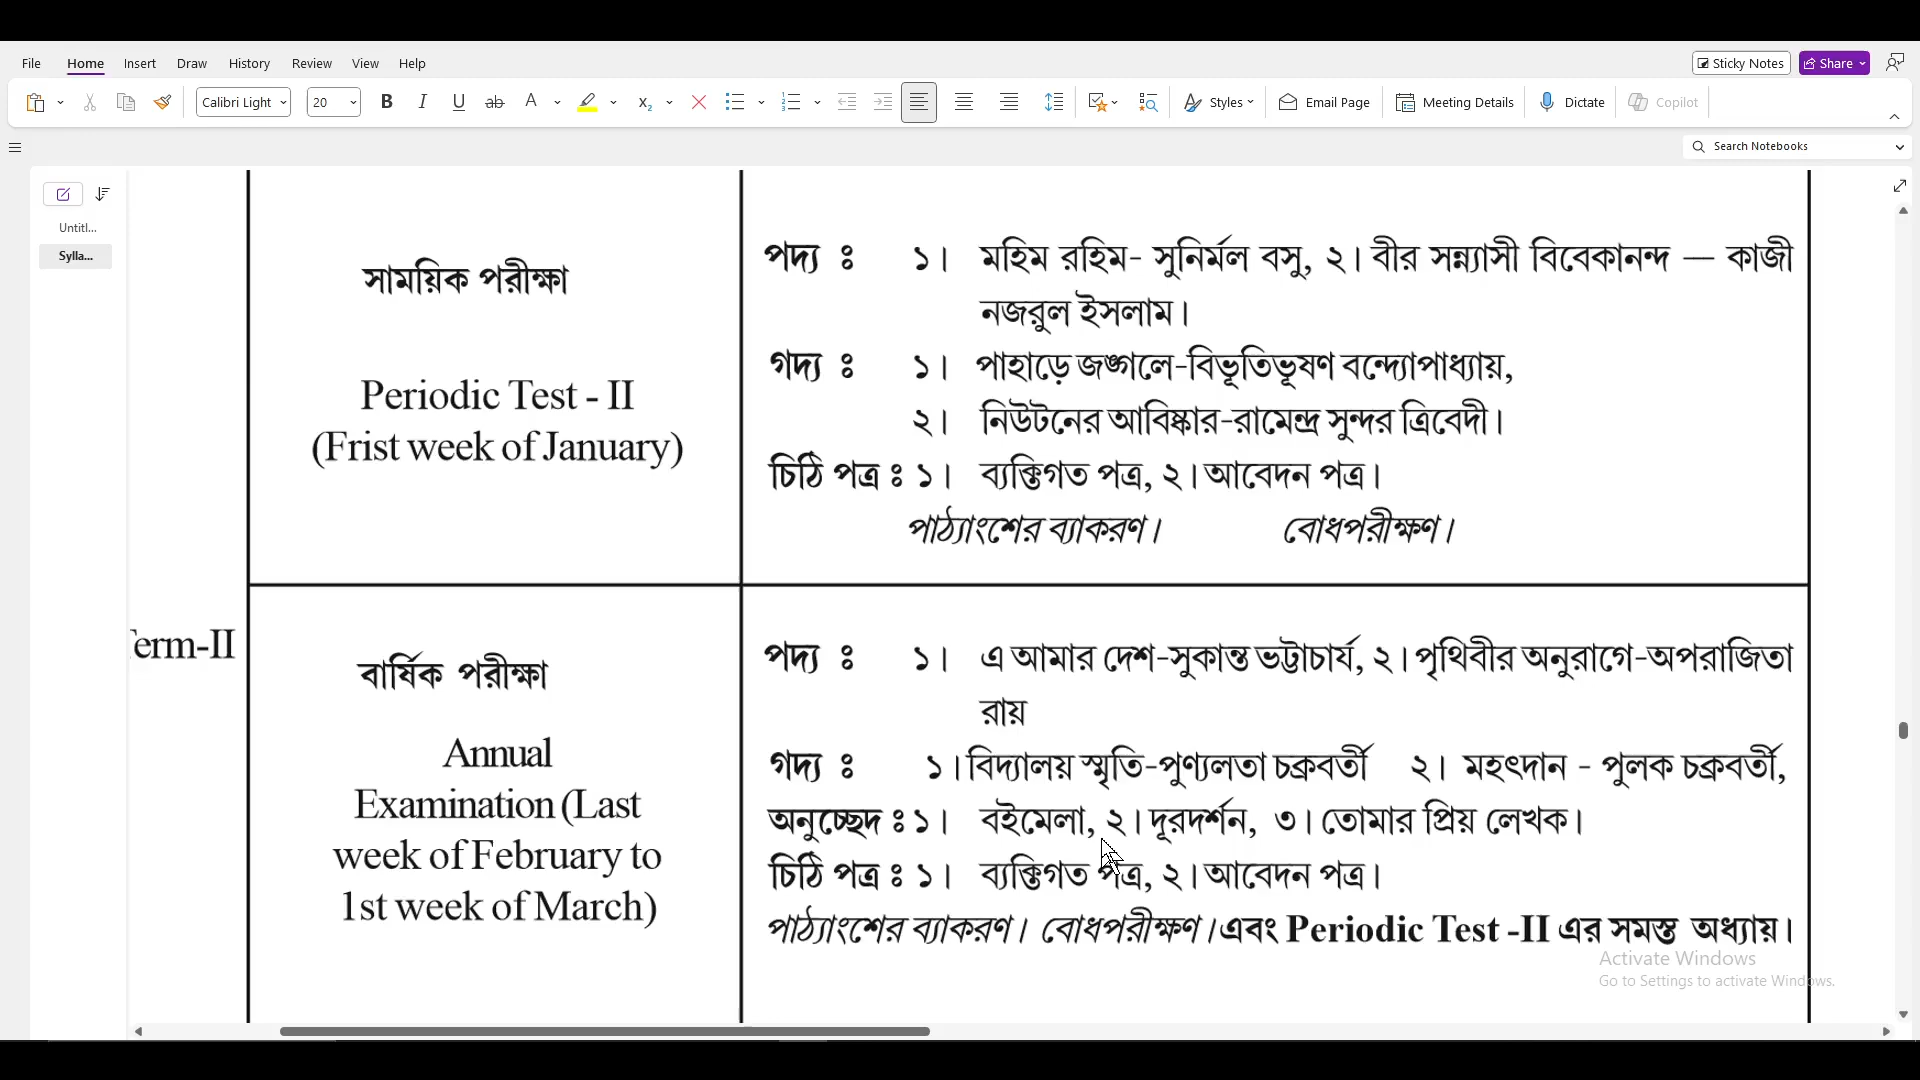 File Home Insert Draw History Review View Help Sticky Notes Share
Calibri Light 20 B I U ab A x₂ Styles Email Page Meeting Details Dictate Copilot
Search Notebooks
Untitl...
Sylla...
সাময়িক পরীক্ষা
Periodic Test - II
(Frist week of January)
পদ্য ঃ ১। মহিম রহিম- সুনির্মল বসু, ২। বীর সন্ন্যাসী বিবেকানন্দ — কাজী
নজরুল ইসলাম।
গদ্য ঃ ১। পাহাড়ে জঙ্গলে-বিভূতিভূষণ বন্দ্যোপাধ্যায়,
২। নিউটনের আবিষ্কার-রামেন্দ্র সুন্দর ত্রিবেদী।
চিঠি পত্র ঃ ১। ব্যক্তিগত পত্র, ২। আবেদন পত্র।
পাঠ্যাংশের ব্যাকরণ। বোধপরীক্ষণ।
Term-II
বার্ষিক পরীক্ষা
Annual
Examination (Last
week of February to
1st week of March)
পদ্য ঃ ১। এ আমার দেশ-সুকান্ত ভট্টাচার্য, ২। পৃথিবীর অনুরাগে-অপরাজিতা
রায়
গদ্য ঃ ১। বিদ্যালয় স্মৃতি-পুণ্যলতা চক্রবর্তী ২। মহৎদান - পুলক চক্রবর্তী,
অনুচ্ছেদ ঃ ১। বইমেলা, ২। দূরদর্শন, ৩। তোমার প্রিয় লেখক।
চিঠি পত্র ঃ ১। ব্যক্তিগত পত্র, ২। আবেদন পত্র।
পাঠ্যাংশের ব্যাকরণ। বোধপরীক্ষণ। এবং Periodic Test -II এর সমস্ত অধ্যায়।
Activate Windows
Go to Settings to activate Windows.